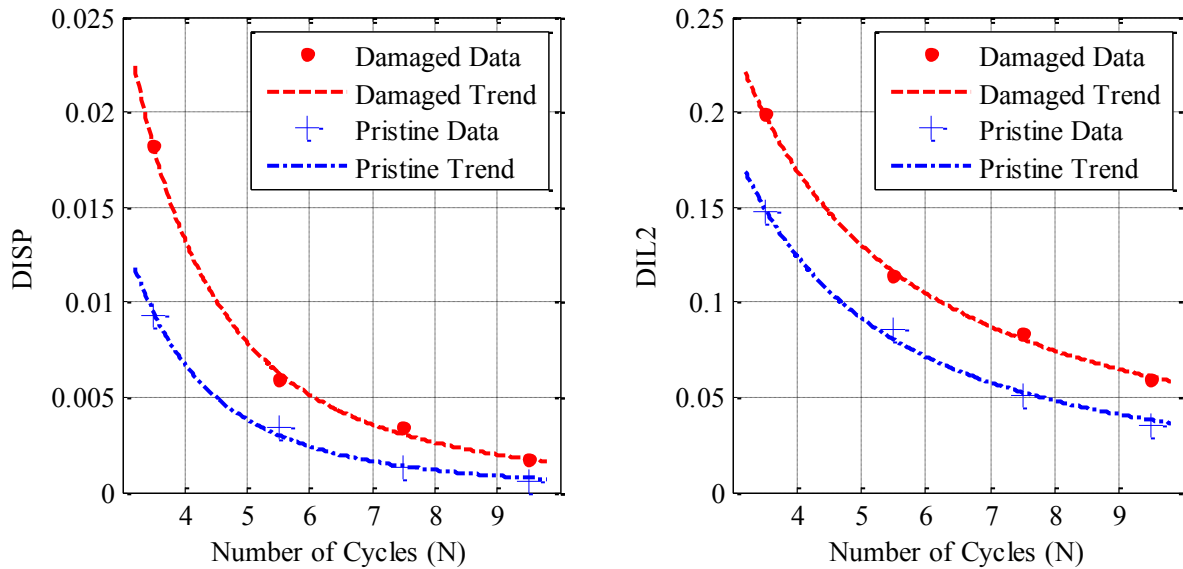 0.025
0.02
0.015
0.01
0.005
0
DISP
4 5 6 7 8 9
Number of Cycles (N)
Damaged Data
Damaged Trend
Pristine Data
Pristine Trend
0.25
0.2
0.15
0.1
0.05
0
DIL2
4 5 6 7 8 9
Number of Cycles (N)
Damaged Data
Damaged Trend
Pristine Data
Pristine Trend